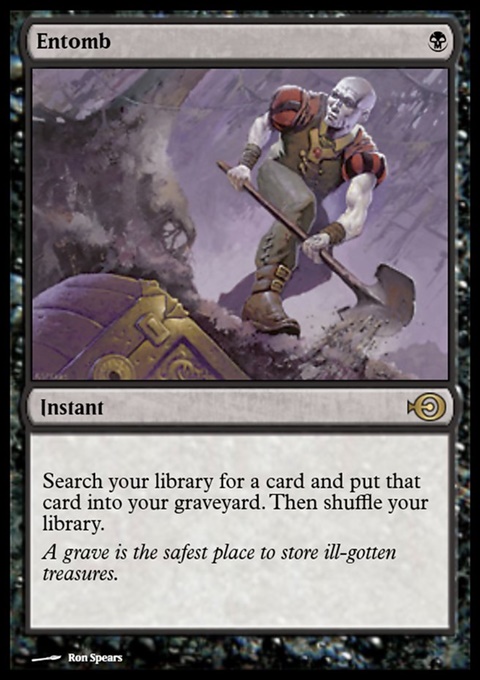 Entomb
Instant
Search your library for a card and put that
card into your graveyard. Then shuffle your
library.
A grave is the safest place to store ill-gotten
treasures.
Ron Spears